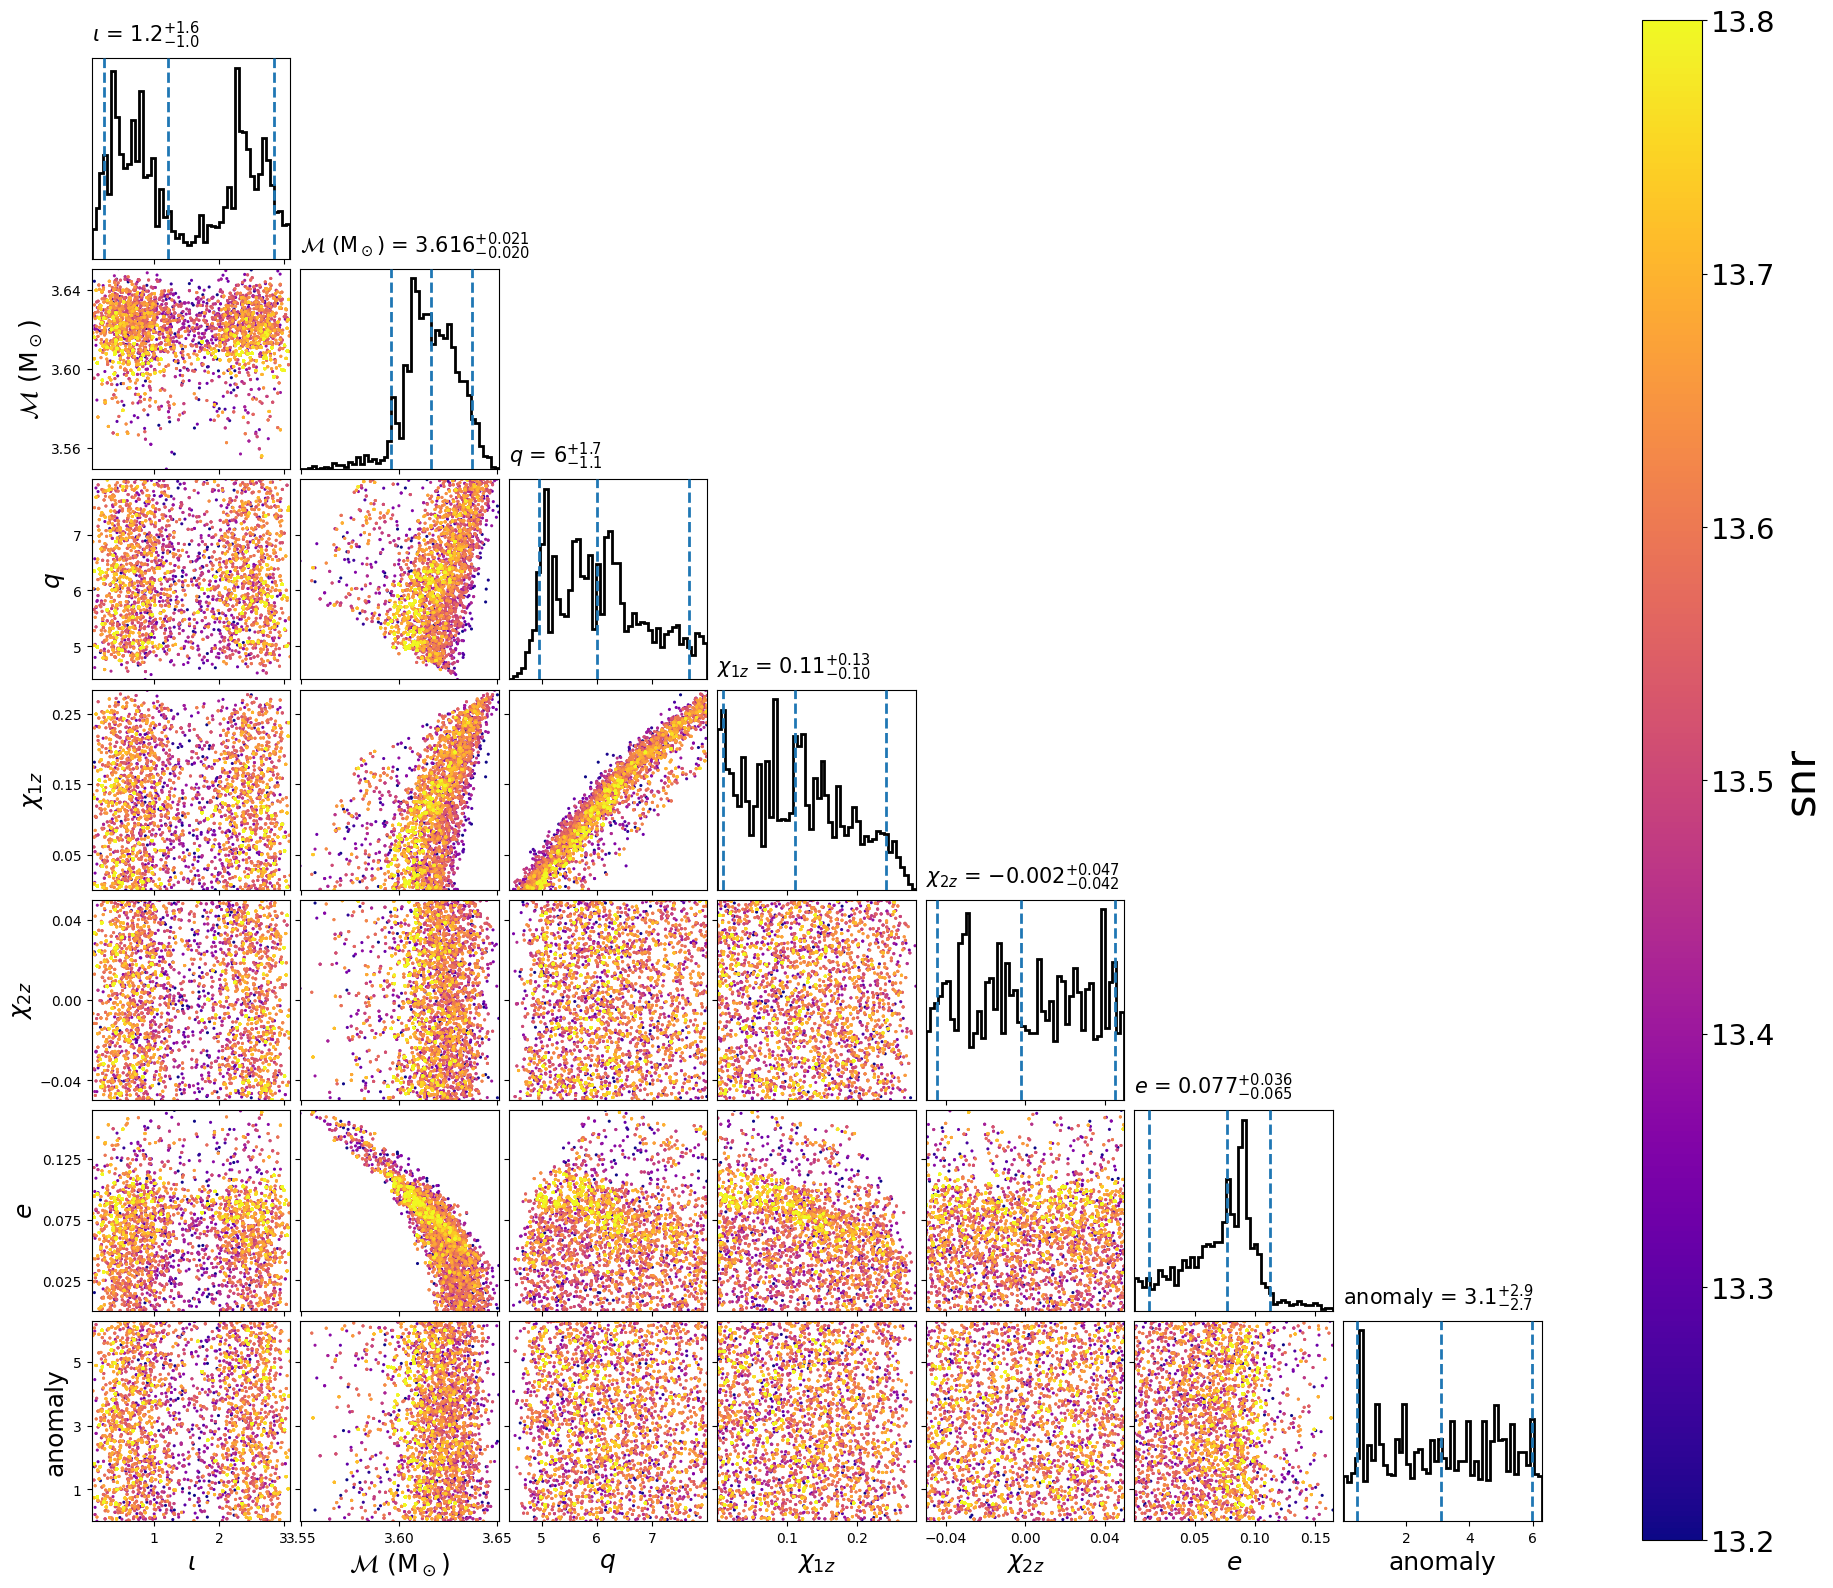 ι = 1.2 +1.6 −1.0
13.8
ℳ (M_⊙) = 3.616 +0.021 −0.020
ℳ (M_⊙)
3.64
3.60
3.56
13.7
q = 6 +1.7 −1.1
q
7
6
5
13.6
χ1z = 0.11 +0.13 −0.10
χ1z
0.25
0.15
0.05
13.5
snr
χ2z = −0.002 +0.047 −0.042
χ2z
0.04
0.00
−0.04
13.4
e = 0.077 +0.036 −0.065
e
0.125
0.075
0.025
13.3
anomaly = 3.1 +2.9 −2.7
anomaly
5
3
1
1 2 3 3.55 3.60 3.65 5 6 7 0.1 0.2 −0.04 0.00 0.04 0.05 0.10 0.15 2 4 6
13.2
ι ℳ (M_⊙) q χ1z χ2z e anomaly